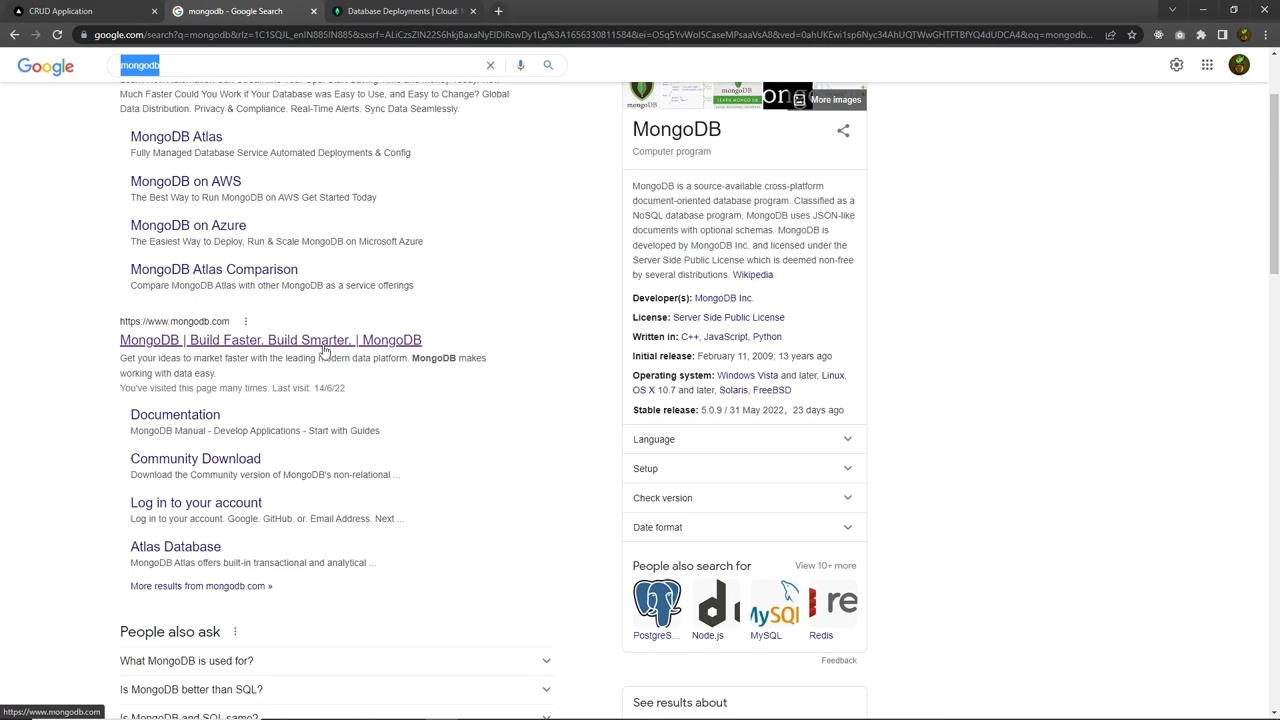 CRUD Application
mongodb - Google Search
Database Deployments | Cloud:
google.com/search?q=mongodb&rlz=1C1SQJL_enIN885IN885&sxsrf=
Google
mongodb
Much Faster Could You Work if Your Database was Easy to Use, and Easy to Change? Global
Data Distribution. Privacy & Compliance. Real-Time Alerts. Sync Data Seamlessly.
MongoDB Atlas
Fully Managed Database Service Automated Deployments & Config
MongoDB on AWS
The Best Way to Run MongoDB on AWS Get Started Today
MongoDB on Azure
The Easiest Way to Deploy, Run & Scale MongoDB on Microsoft Azure
MongoDB Atlas Comparison
Compare MongoDB Atlas with other MongoDB as a service offerings
https://www.mongodb.com
MongoDB | Build Faster. Build Smarter. | MongoDB
Get your ideas to market faster with the leading modern data platform. MongoDB makes
working with data easy.
You've visited this page many times. Last visit: 14/6/22
Documentation
MongoDB Manual - Develop Applications - Start with Guides
Community Download
Download the Community version of MongoDB's non-relational ...
Log in to your account
Log in to your account. Google. GitHub. or. Email Address. Next ...
Atlas Database
MongoDB Atlas offers built-in transactional and analytical ...
More results from mongodb.com »
People also ask
What MongoDB is used for?
Is MongoDB better than SQL?
Is MongoDB and SQL same?
https://www.mongodb.com
mongoDB
LEARN MONGO DB
More images
MongoDB
Computer program
MongoDB is a source-available cross-platform
document-oriented database program. Classified as a
NoSQL database program, MongoDB uses JSON-like
documents with optional schemas. MongoDB is
developed by MongoDB Inc. and licensed under the
Server Side Public License which is deemed non-free
by several distributions. Wikipedia
Developer(s): MongoDB Inc.
License: Server Side Public License
Written in: C++, JavaScript, Python
Initial release: February 11, 2009; 13 years ago
Operating system: Windows Vista and later, Linux,
OS X 10.7 and later, Solaris, FreeBSD
Stable release: 5.0.9 / 31 May 2022, 23 days ago
Language
Setup
Check version
Date format
People also search for
View 10+ more
MySQL
re
PostgreS...
Node.js
MySQL
Redis
Feedback
See results about